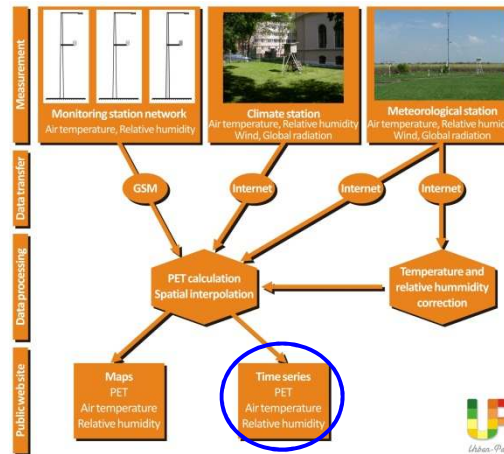 Measurement
Monitoring station network
Air temperature, Relative humidity
Climate station
Air temperature, Relative humidity
Wind, Global radiation
Meteorological station
Air temperature, Relative humid
Wind, Global radiation
Data transfer
GSM
Internet
Internet
Internet
Data processing
PET calculation
Spatial interpolation
Temperature and
relative hummidity
correction
Public web site
Maps
PET
Air temperature
Relative humidity
Time series
PET
Air temperature
Relative humidity
UP